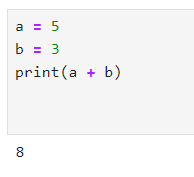 a = 5
b = 3
print(a + b)
8